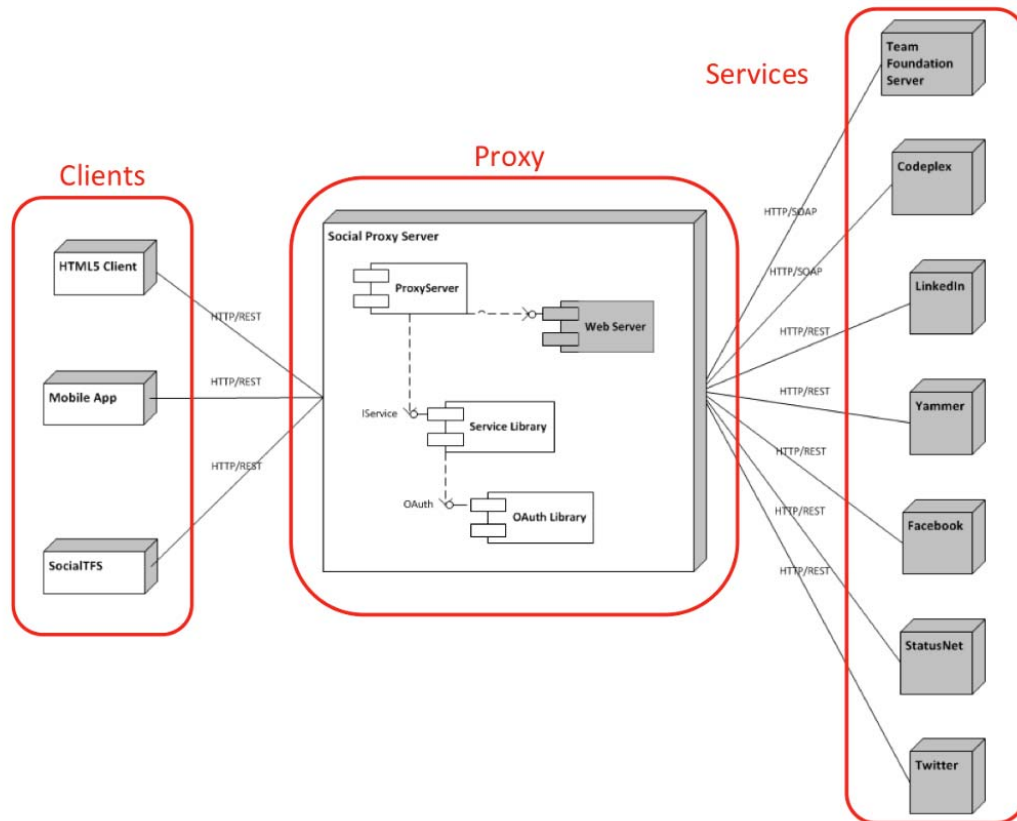 Clients
HTML5 Client
Mobile App
SocialTFS
HTTP/REST
HTTP/REST
HTTP/REST
Proxy
Social Proxy Server
ProxyServer
Web Server
IService
Service Library
OAuth
OAuth Library
HTTP/SOAP
HTTP/SOAP
HTTP/REST
HTTP/REST
HTTP/REST
HTTP/REST
HTTP/REST
Services
Team
Foundation
Server
Codeplex
LinkedIn
Yammer
Facebook
StatusNet
Twitter